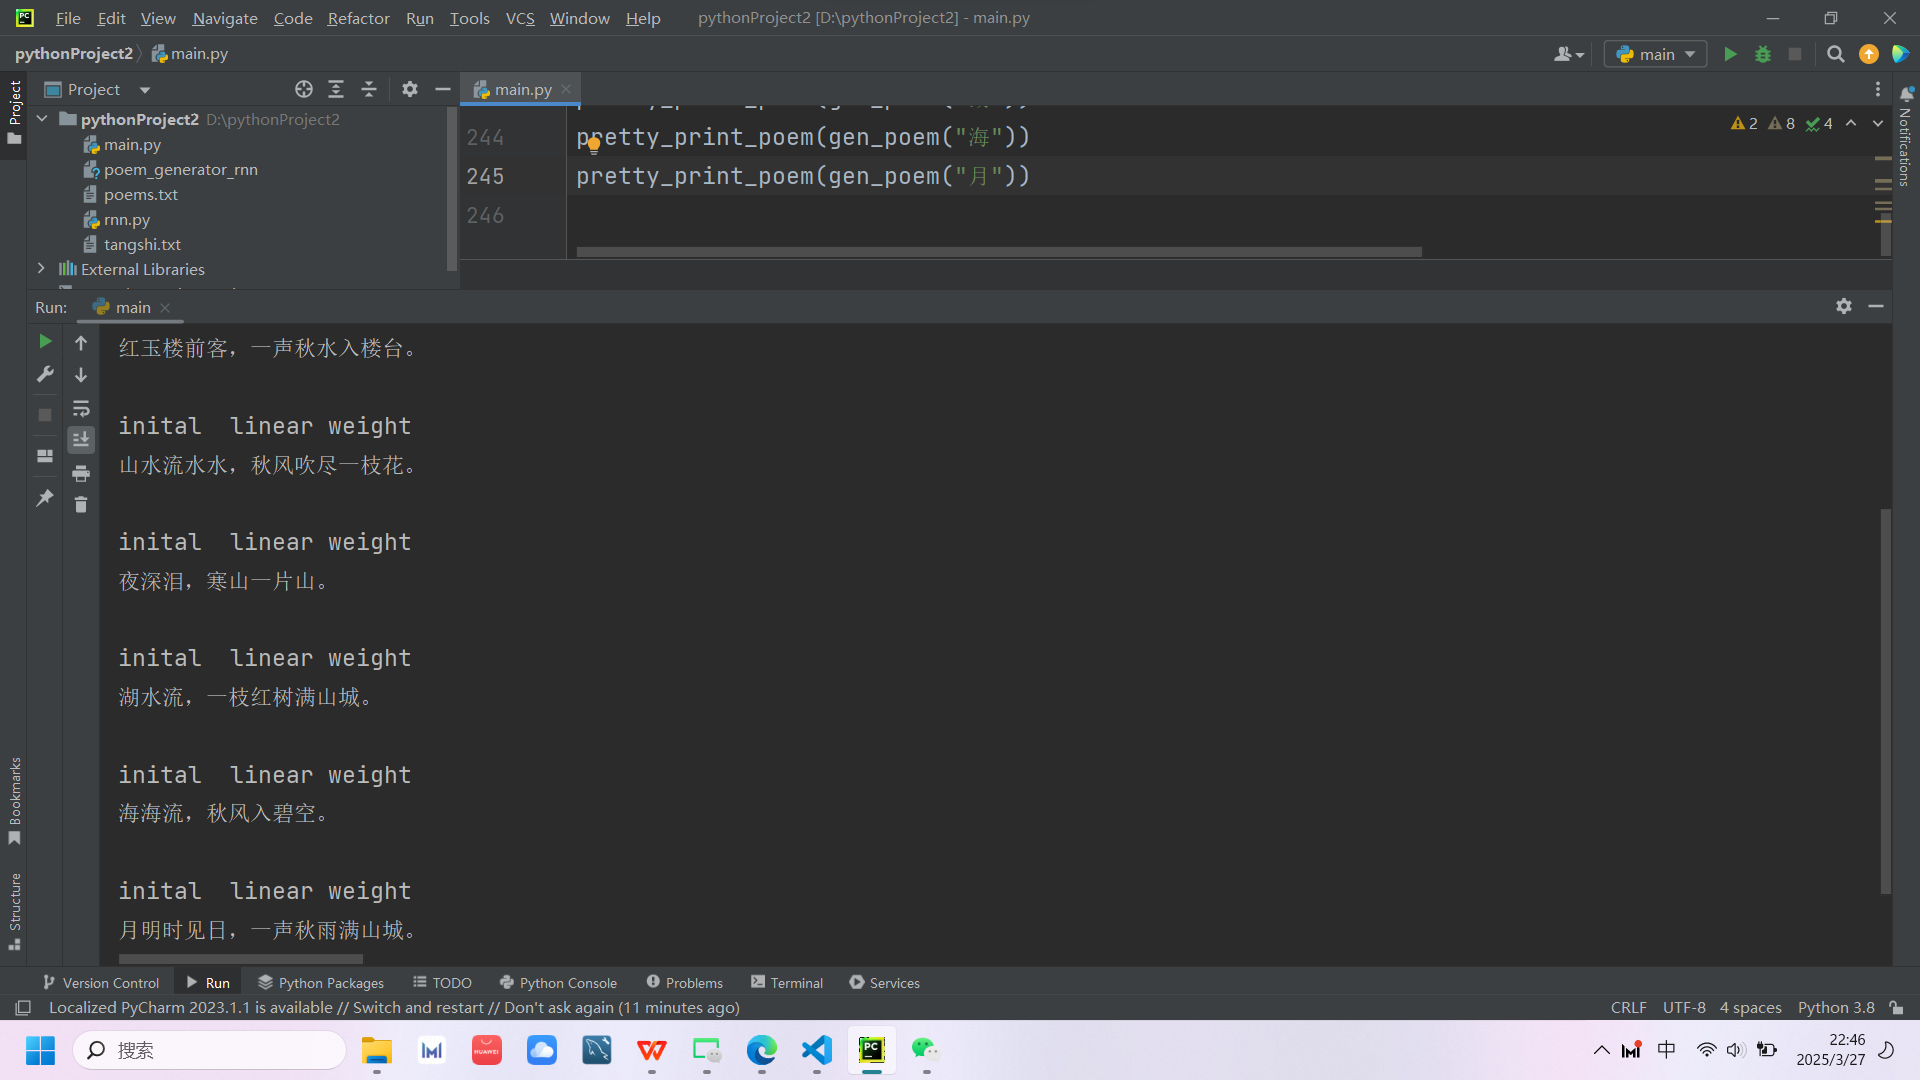 File Edit View Navigate Code Refactor Run Tools VCS Window Help pythonProject2 [D:\pythonProject2] - main.py
pythonProject2 main.py
main
Project
main.py
pythonProject2 D:\pythonProject2
main.py
poem_generator_rnn
poems.txt
rnn.py
tangshi.txt
External Libraries
244 pretty_print_poem(gen_poem("海"))
245 pretty_print_poem(gen_poem("月"))
246
2 8 4
Project
Notifications
Run: main
红玉楼前客，一声秋水入楼台。
inital  linear weight
山水流水水，秋风吹尽一枝花。
inital  linear weight
夜深泪，寒山一片山。
inital  linear weight
湖水流，一枝红树满山城。
inital  linear weight
海海流，秋风入碧空。
inital  linear weight
月明时见日，一声秋雨满山城。
Bookmarks
Structure
Version Control Run Python Packages TODO Python Console Problems Terminal Services
Localized PyCharm 2023.1.1 is available // Switch and restart // Don't ask again (11 minutes ago) CRLF UTF-8 4 spaces Python 3.8
搜索
HUAWEI
PC
中
22:46
2025/3/27